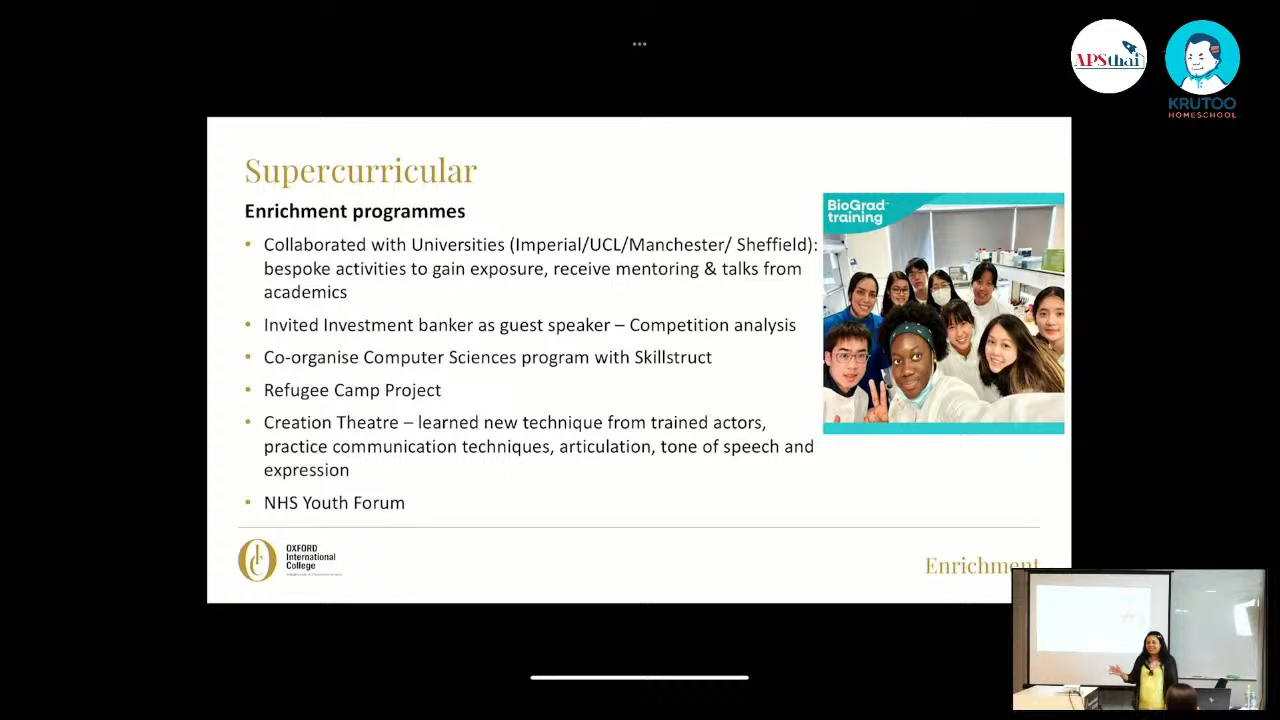 APSthai
KRUTOO
HOMESCHOOL
Supercurricular
Enrichment programmes
• Collaborated with Universities (Imperial/UCL/Manchester/ Sheffield):
bespoke activities to gain exposure, receive mentoring & talks from
academics
• Invited Investment banker as guest speaker – Competition analysis
• Co-organise Computer Sciences program with Skillstruct
• Refugee Camp Project
• Creation Theatre – learned new technique from trained actors,
practice communication techniques, articulation, tone of speech and
expression
• NHS Youth Forum
BioGrad™
training
OXFORD
International
College
Enrichment